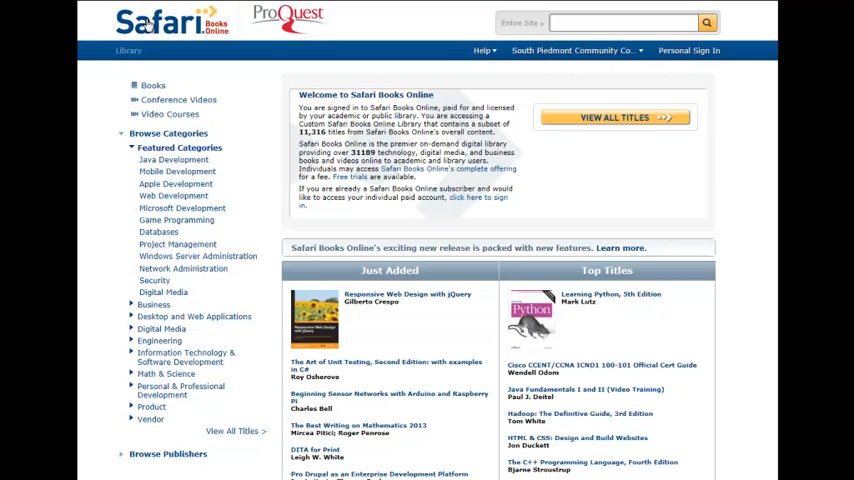 Safari Books Online
ProQuest
Entire Site
Library
Help
South Piedmont Community Co...
Personal Sign In
Books
Conference Videos
Video Courses
Browse Categories
Featured Categories
Java Development
Mobile Development
Apple Development
Web Development
Microsoft Development
Game Programming
Databases
Project Management
Windows Server Administration
Network Administration
Security
Digital Media
Business
Desktop and Web Applications
Digital Media
Engineering
Information Technology &
Software Development
Math & Science
Personal & Professional
Development
Product
Vendor
View All Titles >
Browse Publishers
Welcome to Safari Books Online
You are signed in to Safari Books Online, paid for and licensed
by your academic or public library. You are accessing a
Custom Safari Books Online Library that contains a subset of
11,316 titles from Safari Books Online's overall content.
Safari Books Online is the premier on-demand digital library
providing over 31189 technology, digital media, and business
books and videos online to academic and library users.
Individuals may access Safari Books Online's complete offering
for a fee. Free trials are available.
If you are already a Safari Books Online subscriber and would
like to access your individual paid account, click here to sign
in.
VIEW ALL TITLES
Safari Books Online's exciting new release is packed with new features. Learn more.
Just Added
Responsive Web Design with jQuery
Gilberto Crespo
The Art of Unit Testing, Second Edition: with examples
in C#
Roy Osherove
Beginning Sensor Networks with Arduino and Raspberry
Pi
Charles Bell
The Best Writing on Mathematics 2013
Mircea Pitici; Roger Penrose
DITA for Print
Leigh W. White
Pro Drupal as an Enterprise Development Platform
Top Titles
Python
Learning Python, 5th Edition
Mark Lutz
Cisco CCENT/CCNA ICND1 100-101 Official Cert Guide
Wendell Odom
Java Fundamentals I and II (Video Training)
Paul J. Deitel
Hadoop: The Definitive Guide, 3rd Edition
Tom White
HTML & CSS: Design and Build Websites
Jon Duckett
The C++ Programming Language, Fourth Edition
Bjarne Stroustrup